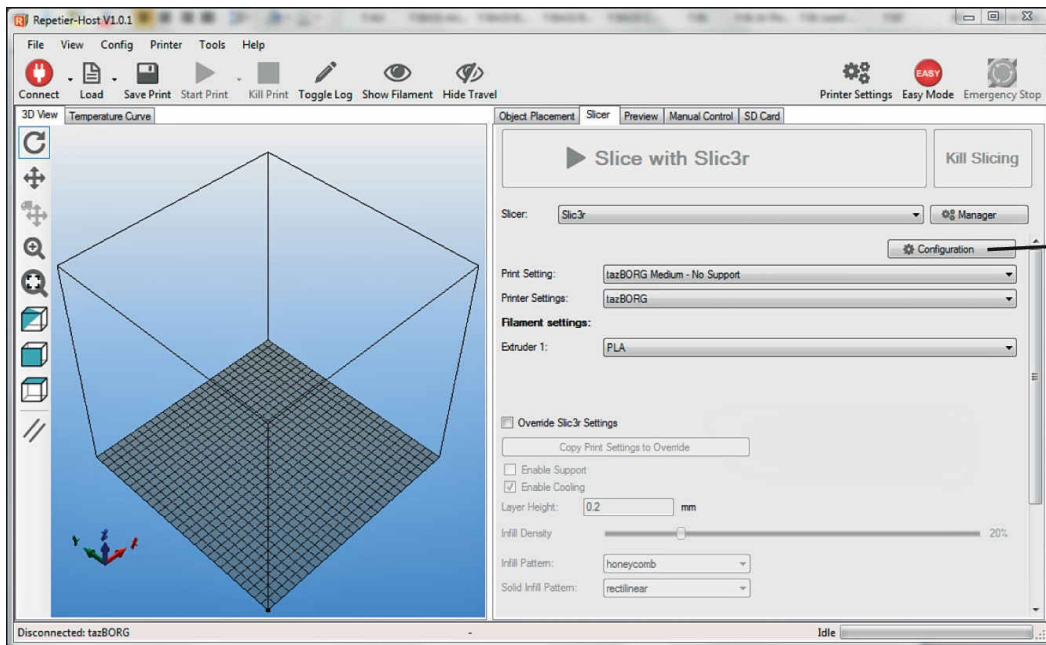 Repetier-Host V1.0.1
File View Config Printer Tools Help
Connect Load Save Print Start Print Kill Print Toggle Log Show Filament Hide Travel Printer Settings Easy Mode Emergency Stop
EASY
3D View Temperature Curve Object Placement Slicer Preview Manual Control SD Card
Slice with Slic3r Kill Slicing
Slicer: Slic3r Manager
Configuration
Print Setting: tazBORG Medium - No Support
Printer Settings: tazBORG
Filament settings:
Extruder 1: PLA
Override Slic3r Settings
Copy Print Settings to Override
Enable Support
Enable Cooling
Layer Height: 0.2 mm
Infill Density 20%
Infill Pattern: honeycomb
Solid Infill Pattern: rectilinear
Disconnected: tazBORG - Idle